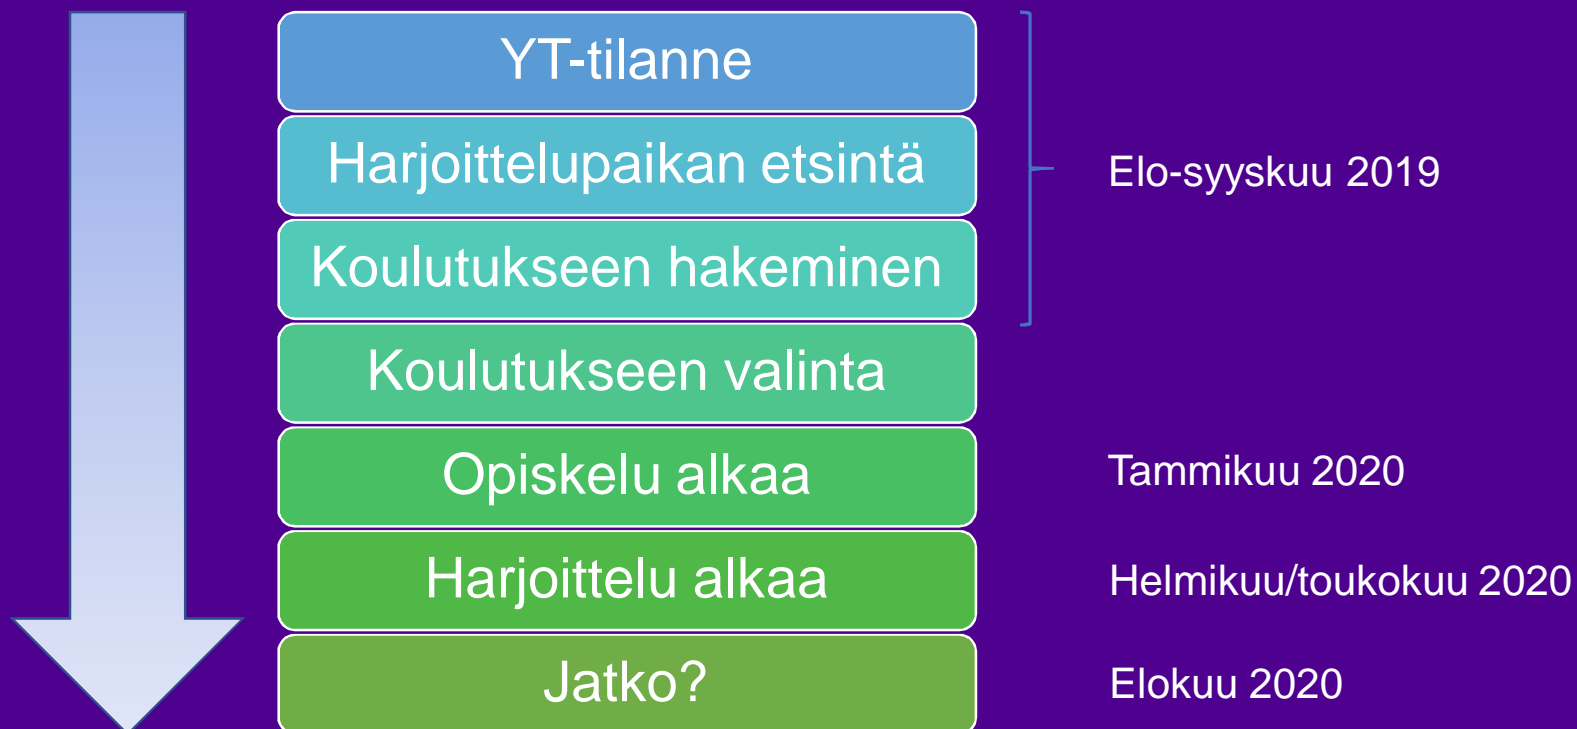 YT-tilanne
Harjoittelupaikan etsintä
Elo-syyskuu 2019
Koulutukseen hakeminen
Koulutukseen valinta
Opiskelu alkaa
Tammikuu 2020
Harjoittelu alkaa
Helmikuu/toukokuu 2020
Jatko?
Elokuu 2020